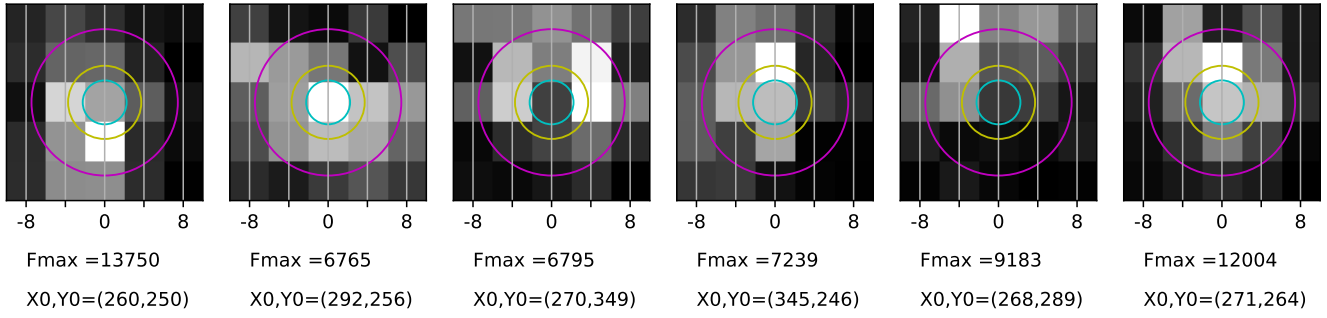 -8 0 8 -8 0 8 -8 0 8 -8 0 8 -8 0 8 -8 0 8
Fmax =13750 Fmax =6765 Fmax =6795 Fmax =7239 Fmax =9183 Fmax =12004
X0,Y0=(260,250) X0,Y0=(292,256) X0,Y0=(270,349) X0,Y0=(345,246) X0,Y0=(268,289) X0,Y0=(271,264)